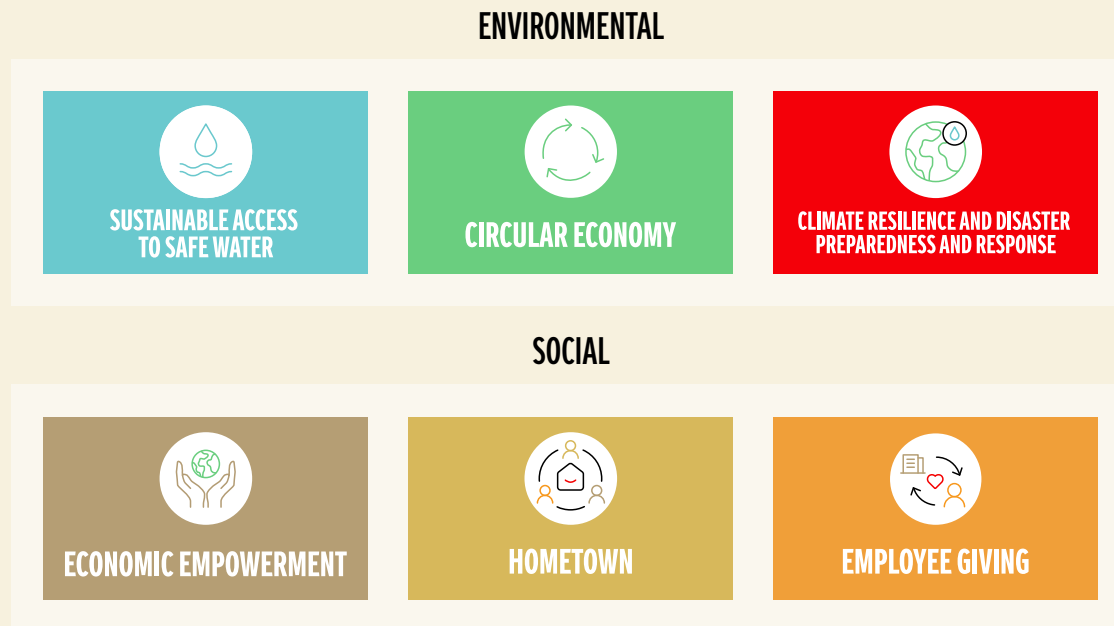 ENVIRONMENTAL
SUSTAINABLE ACCESS
TO SAFE WATER
CIRCULAR ECONOMY
CLIMATE RESILIENCE AND DISASTER
PREPAREDNESS AND RESPONSE
SOCIAL
ECONOMIC EMPOWERMENT
HOMETOWN
EMPLOYEE GIVING